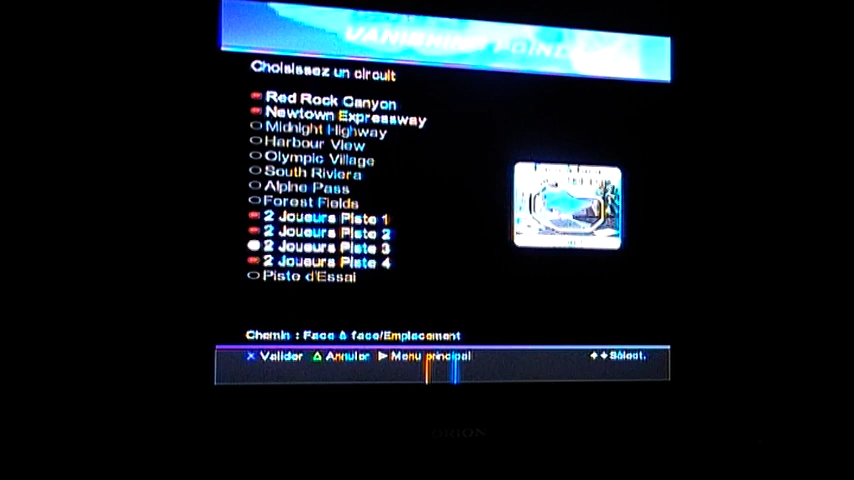 VANISHING POINT
Choisissez un circuit
Red Rock Canyon
Newtown Expressway
Midnight Highway
Harbour View
Olympic Village
South Riviera
Alpine Pass
Forest Fields
2 Joueurs Piste 1
2 Joueurs Piste 2
2 Joueurs Piste 3
2 Joueurs Piste 4
Piste d'Essai
Chemin : Face à face/Emplacement
Valider Annuler Menu principal Sélect.
ORION